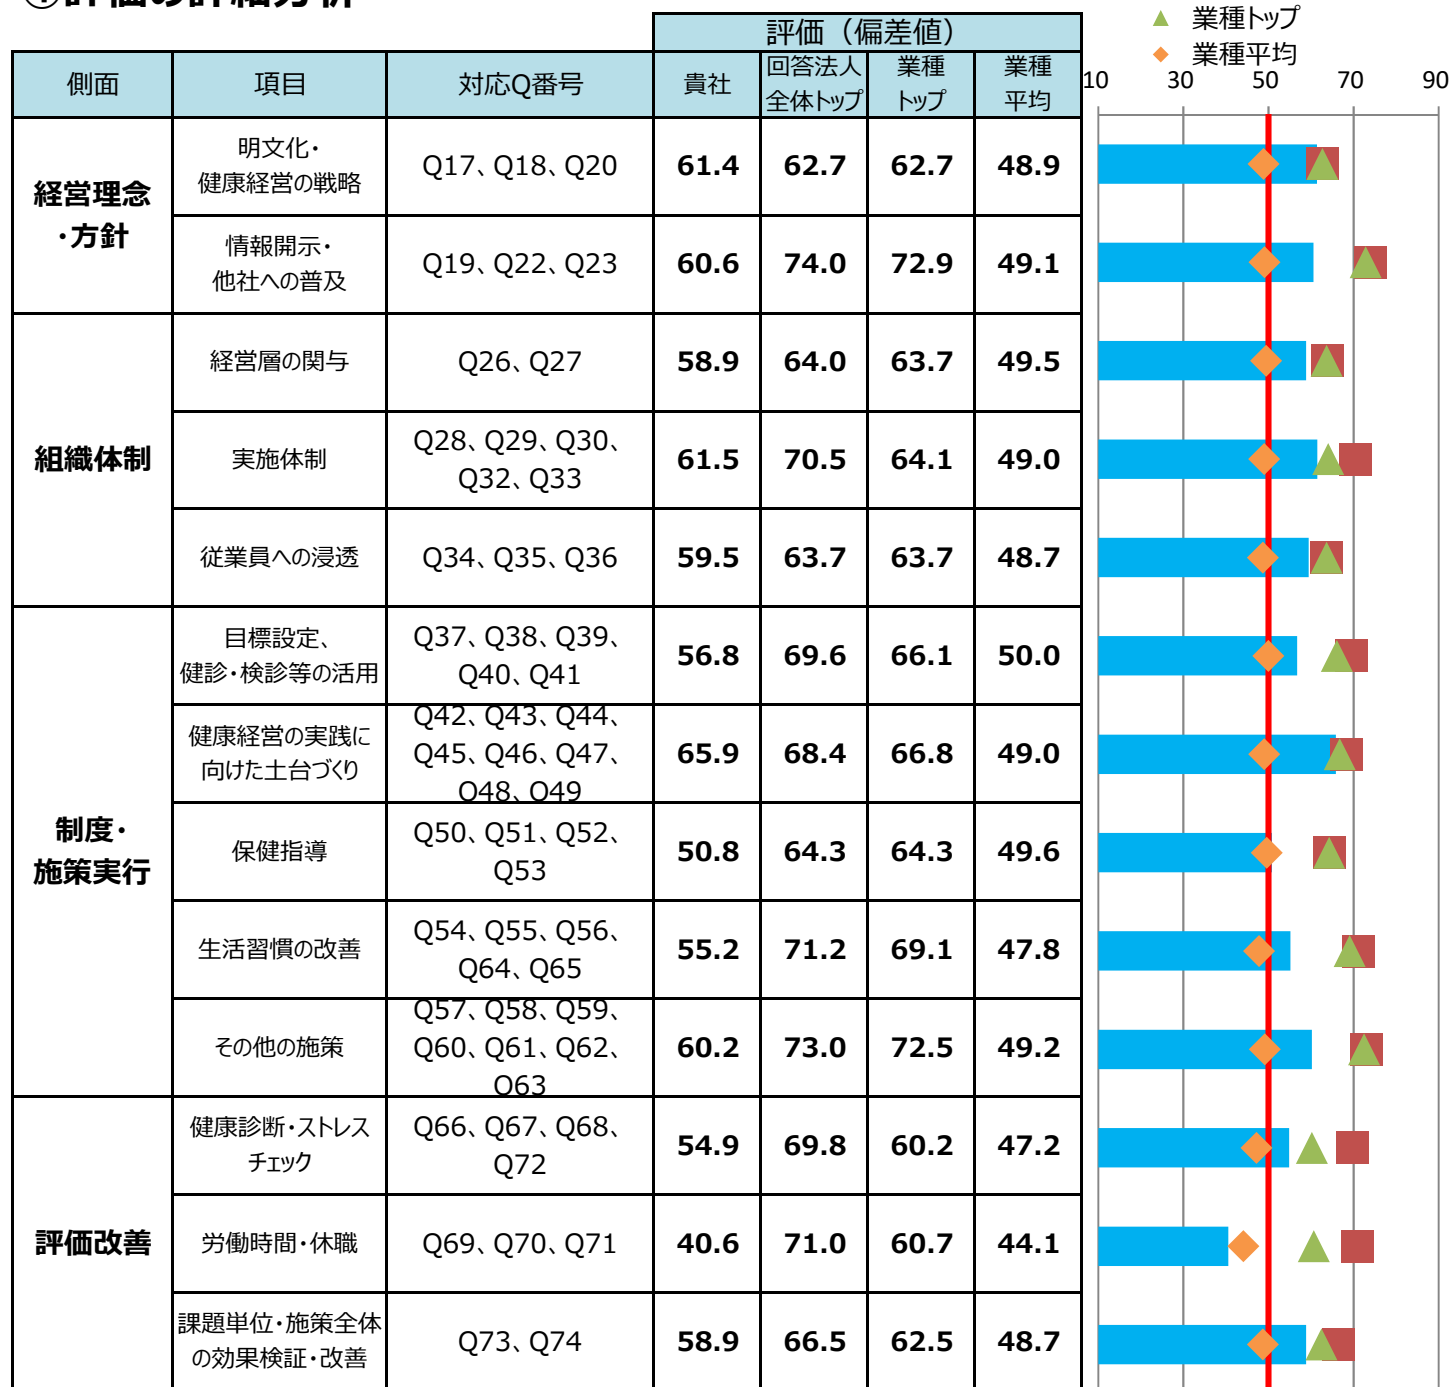 ①評価の詳細分析
▲ 業種トップ
◆ 業種平均
評価（偏差値）
側面 項目 対応Q番号 貴社 回答法人 業種 業種
全体トップ トップ 平均
10 30 50 70 90
経営理念
・方針
明文化・
健康経営の戦略
Q17、Q18、Q20 61.4 62.7 62.7 48.9
情報開示・
他社への普及
Q19、Q22、Q23 60.6 74.0 72.9 49.1
組織体制
経営層の関与 Q26、Q27 58.9 64.0 63.7 49.5
実施体制
Q28、Q29、Q30、
Q32、Q33
61.5 70.5 64.1 49.0
従業員への浸透 Q34、Q35、Q36 59.5 63.7 63.7 48.7
制度・
施策実行
目標設定、
健診・検診等の活用
Q37、Q38、Q39、
Q40、Q41
56.8 69.6 66.1 50.0
健康経営の実践に
向けた土台づくり
Q42、Q43、Q44、
Q45、Q46、Q47、
Q48、Q49
65.9 68.4 66.8 49.0
保健指導
Q50、Q51、Q52、
Q53
50.8 64.3 64.3 49.6
生活習慣の改善
Q54、Q55、Q56、
Q64、Q65
55.2 71.2 69.1 47.8
その他の施策
Q57、Q58、Q59、
Q60、Q61、Q62、
Q63
60.2 73.0 72.5 49.2
評価改善
健康診断・ストレス
チェック
Q66、Q67、Q68、
Q72
54.9 69.8 60.2 47.2
労働時間・休職 Q69、Q70、Q71 40.6 71.0 60.7 44.1
課題単位・施策全体
の効果検証・改善
Q73、Q74 58.9 66.5 62.5 48.7